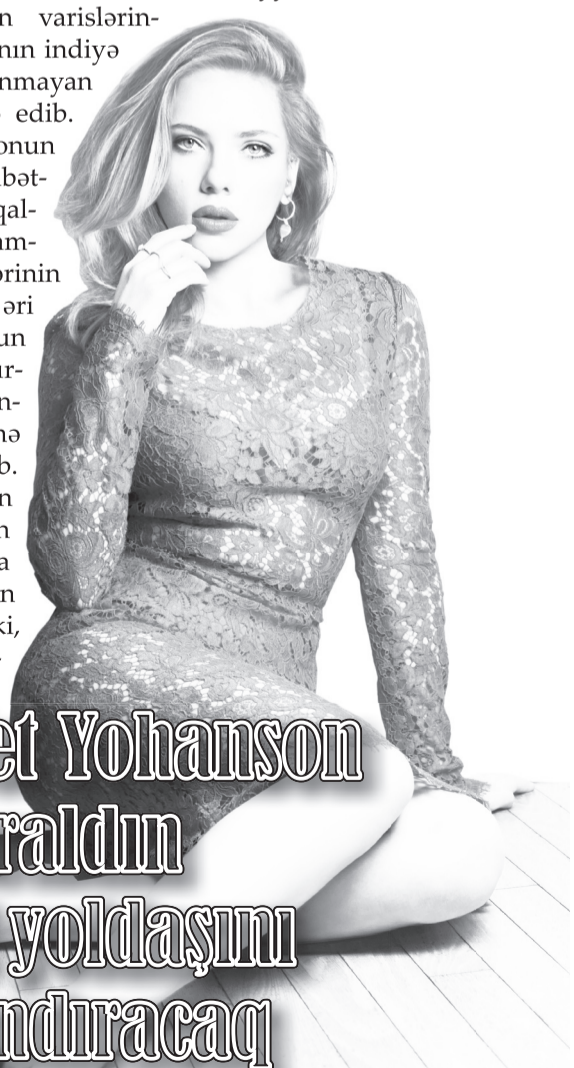 n varislərin-
nın indiyə
nmayan
edib.
onun
bət-
qal-
am-
ərinin
əri
un
r-
n-
nə
b.
n
n
a
n
ki,
et Yohanson
raldın
yoldaşını
ndıracaq